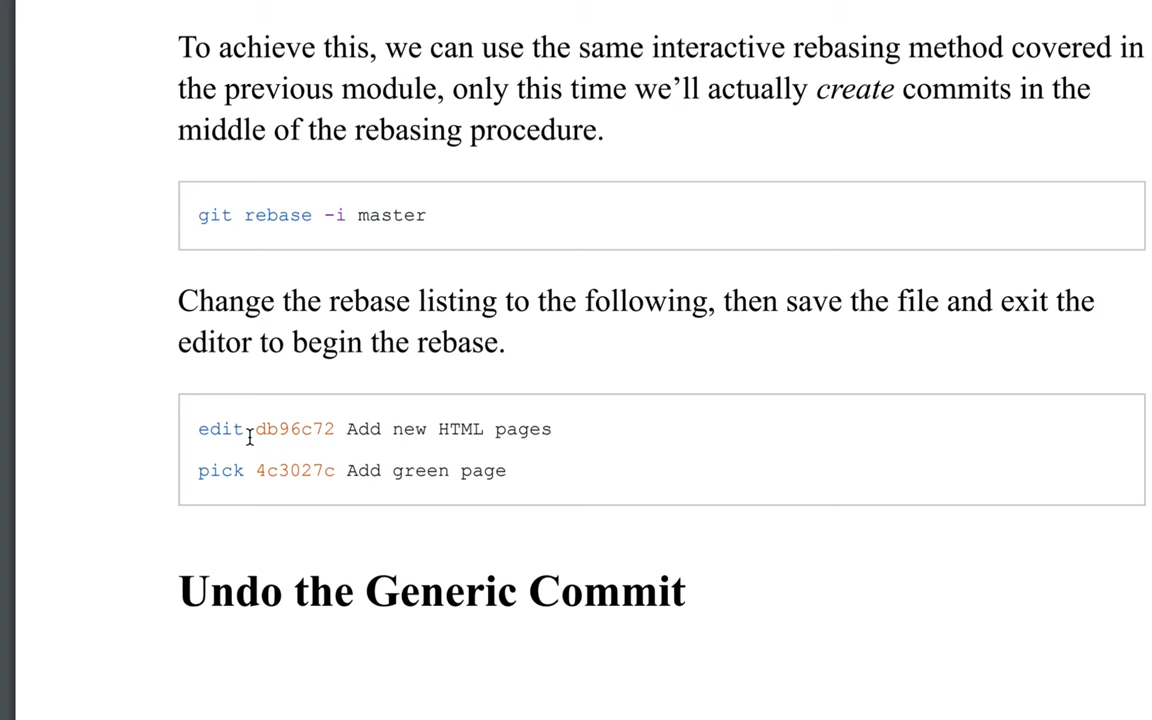 To achieve this, we can use the same interactive rebasing method covered in
the previous module, only this time we’ll actually create commits in the
middle of the rebasing procedure.
git rebase -i master
Change the rebase listing to the following, then save the file and exit the
editor to begin the rebase.
edit db96c72 Add new HTML pages
pick 4c3027c Add green page
Undo the Generic Commit